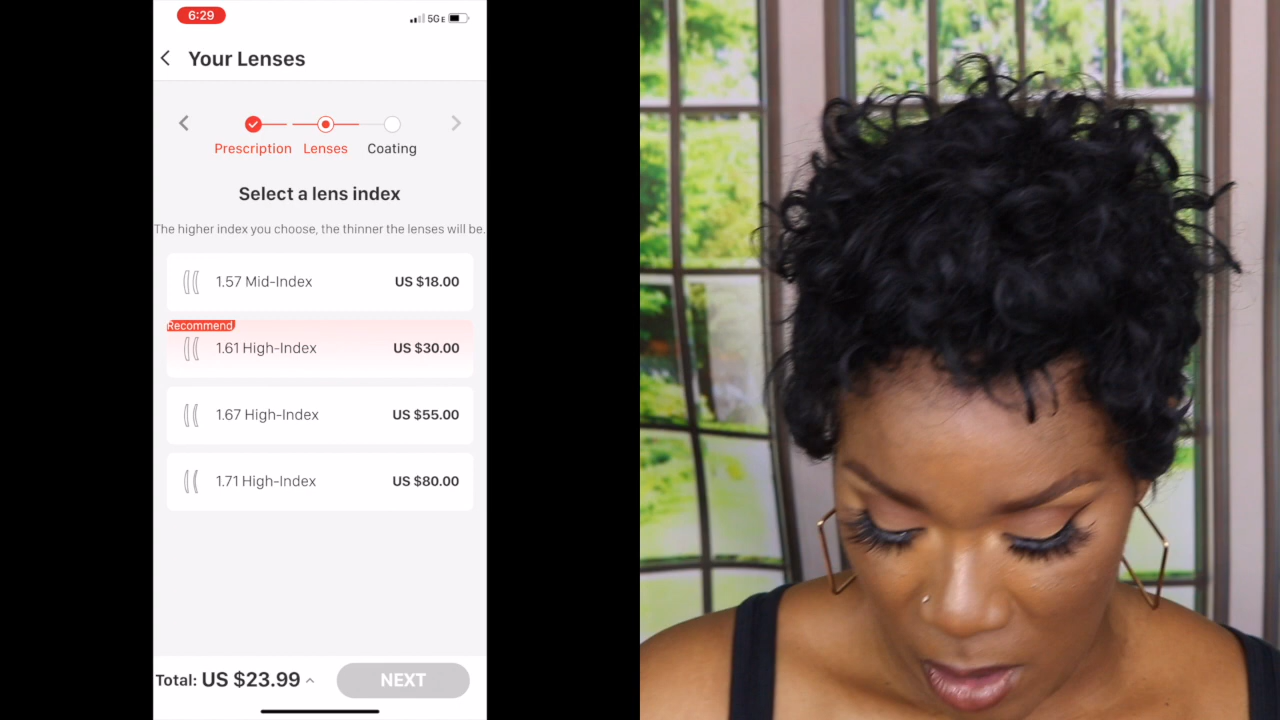 6:29
5GE
Your Lenses
Prescription Lenses Coating
Select a lens index
The higher index you choose, the thinner the lenses will be.
1.57 Mid-Index US $18.00
Recommend
1.61 High-Index US $30.00
1.67 High-Index US $55.00
1.71 High-Index US $80.00
Total: US $23.99 NEXT